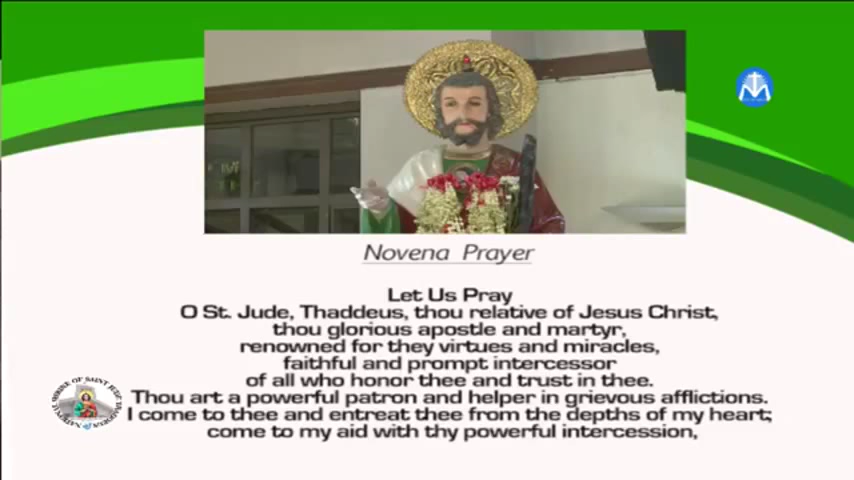 Novena Prayer
Let Us Pray
O St. Jude, Thaddeus, thou relative of Jesus Christ,
thou glorious apostle and martyr,
renowned for they virtues and miracles,
faithful and prompt intercessor
of all who honor thee and trust in thee.
Thou art a powerful patron and helper in grievous afflictions.
I come to thee and entreat thee from the depths of my heart;
come to my aid with thy powerful intercession,